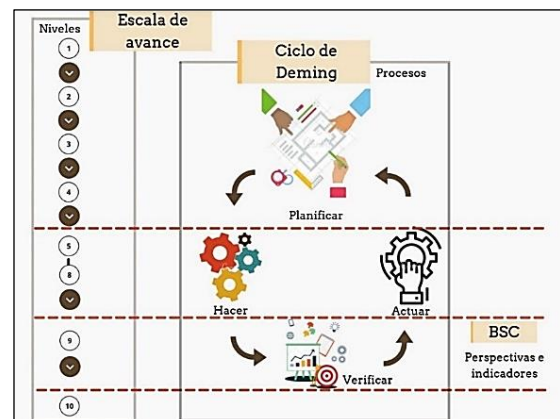 Escala de
avance
Niveles
1
2
3
4
5
8
9
10
Ciclo de
Deming
Procesos
Planificar
Hacer
Actuar
Verificar
BSC
Perspectivas e
indicadores